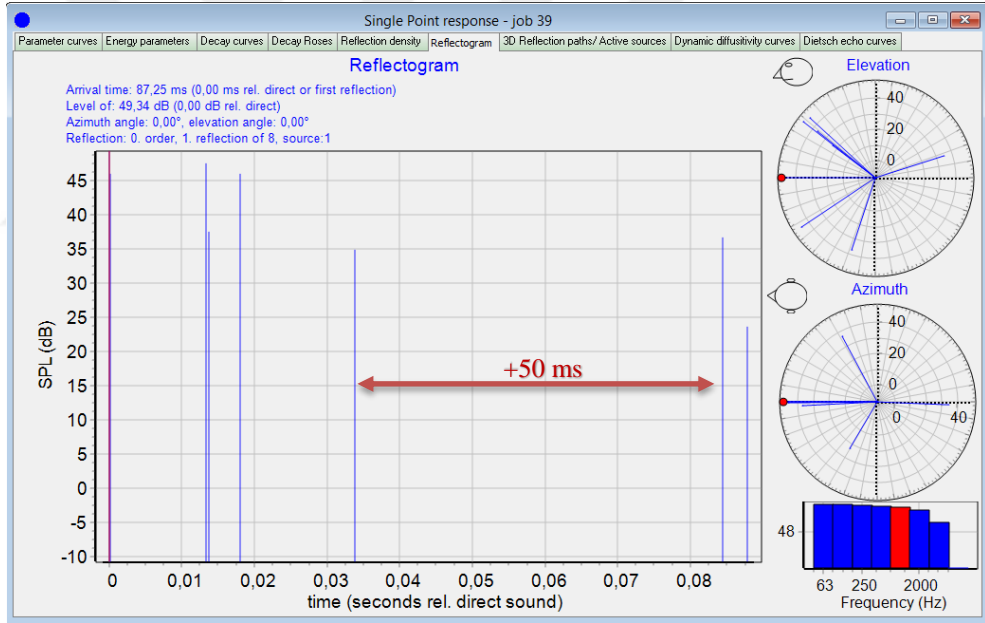 Single Point response - job 39
Parameter curves Energy parameters Decay curves Decay Roses Reflection density Reflectogram 3D Reflection paths/ Active sources Dynamic diffusitivity curves Dietsch echo curves
Reflectogram
Arrival time: 87,25 ms (0,00 ms rel. direct or first reflection)
Level of: 49,34 dB (0,00 dB rel. direct)
Azimuth angle: 0,00°, elevation angle: 0,00°
Reflection: 0. order, 1. reflection of 8, source:1
45
40
35
30
25
20
15
10
5
0
-5
-10
SPL (dB)
+50 ms
0 0,01 0,02 0,03 0,04 0,05 0,06 0,07 0,08
time (seconds rel. direct sound)
Elevation
40
20
0
Azimuth
40
20
0
0 40
48
63 250 2000
Frequency (Hz)